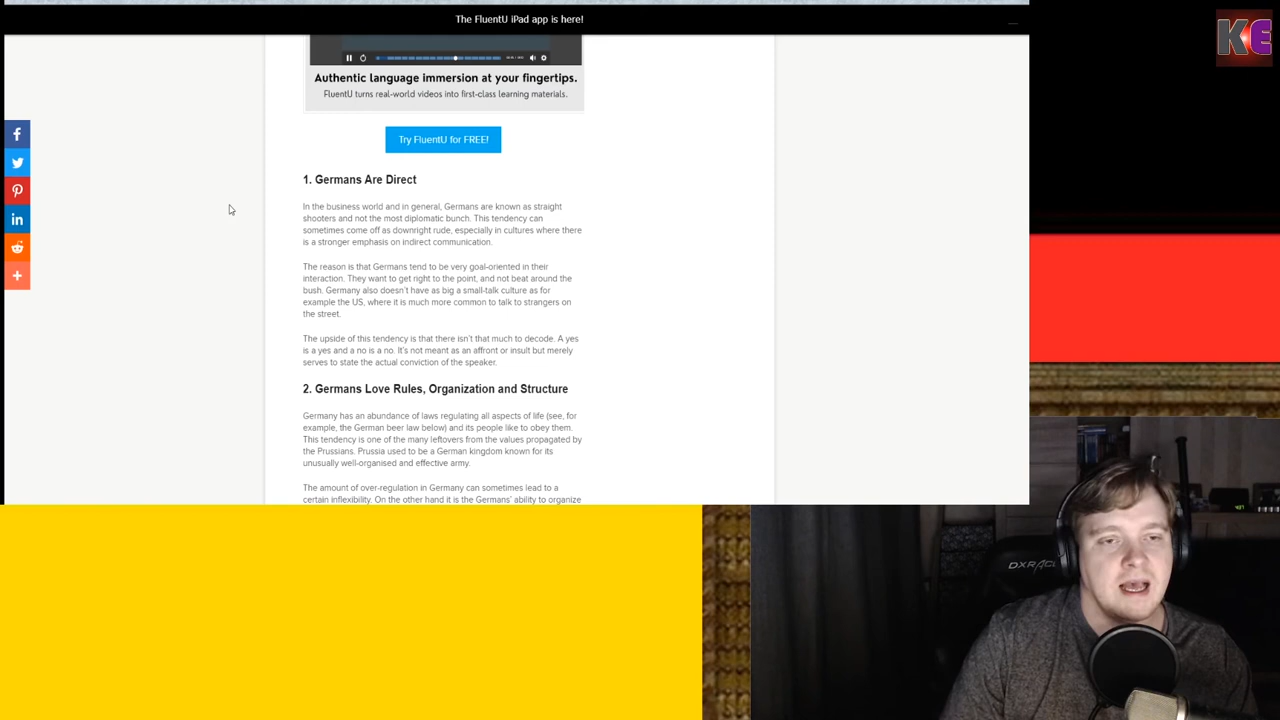 The FluentU iPad app is here!
KE
Authentic language immersion at your fingertips.
FluentU turns real-world videos into first-class learning materials.
Try FluentU for FREE!
1. Germans Are Direct
In the business world and in general, Germans are known as straight
shooters and not the most diplomatic bunch. This tendency can
sometimes come off as downright rude, especially in cultures where there
is a stronger emphasis on indirect communication.
The reason is that Germans tend to be very goal-oriented in their
interaction. They want to get right to the point, and not beat around the
bush. Germany also doesn't have as big a small-talk culture as for
example the US, where it is much more common to talk to strangers on
the street.
The upside of this tendency is that there isn't that much to decode. A yes
is a yes and a no is a no. It's not meant as an affront or insult but merely
serves to state the actual conviction of the speaker.
2. Germans Love Rules, Organization and Structure
Germany has an abundance of laws regulating all aspects of life (see, for
example, the German beer law below) and its people like to obey them.
This tendency is one of the many leftovers from the values propagated by
the Prussians. Prussia used to be a German kingdom known for its
unusually well-organised and effective army.
The amount of over-regulation in Germany can sometimes lead to a
certain inflexibility. On the other hand it is the Germans' ability to organize
DXRAC